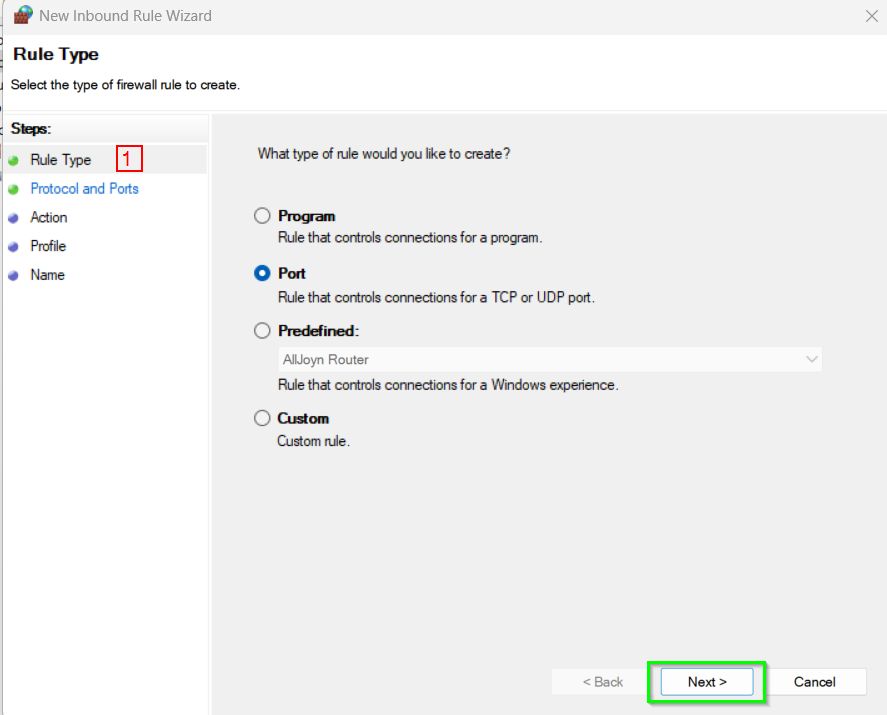 New Inbound Rule Wizard
Rule Type
Select the type of firewall rule to create.
Steps:
Rule Type 1
Protocol and Ports
Action
Profile
Name
What type of rule would you like to create?
Program
Rule that controls connections for a program.
Port
Rule that controls connections for a TCP or UDP port.
Predefined:
AllJoyn Router
Rule that controls connections for a Windows experience.
Custom
Custom rule.
< Back Next > Cancel